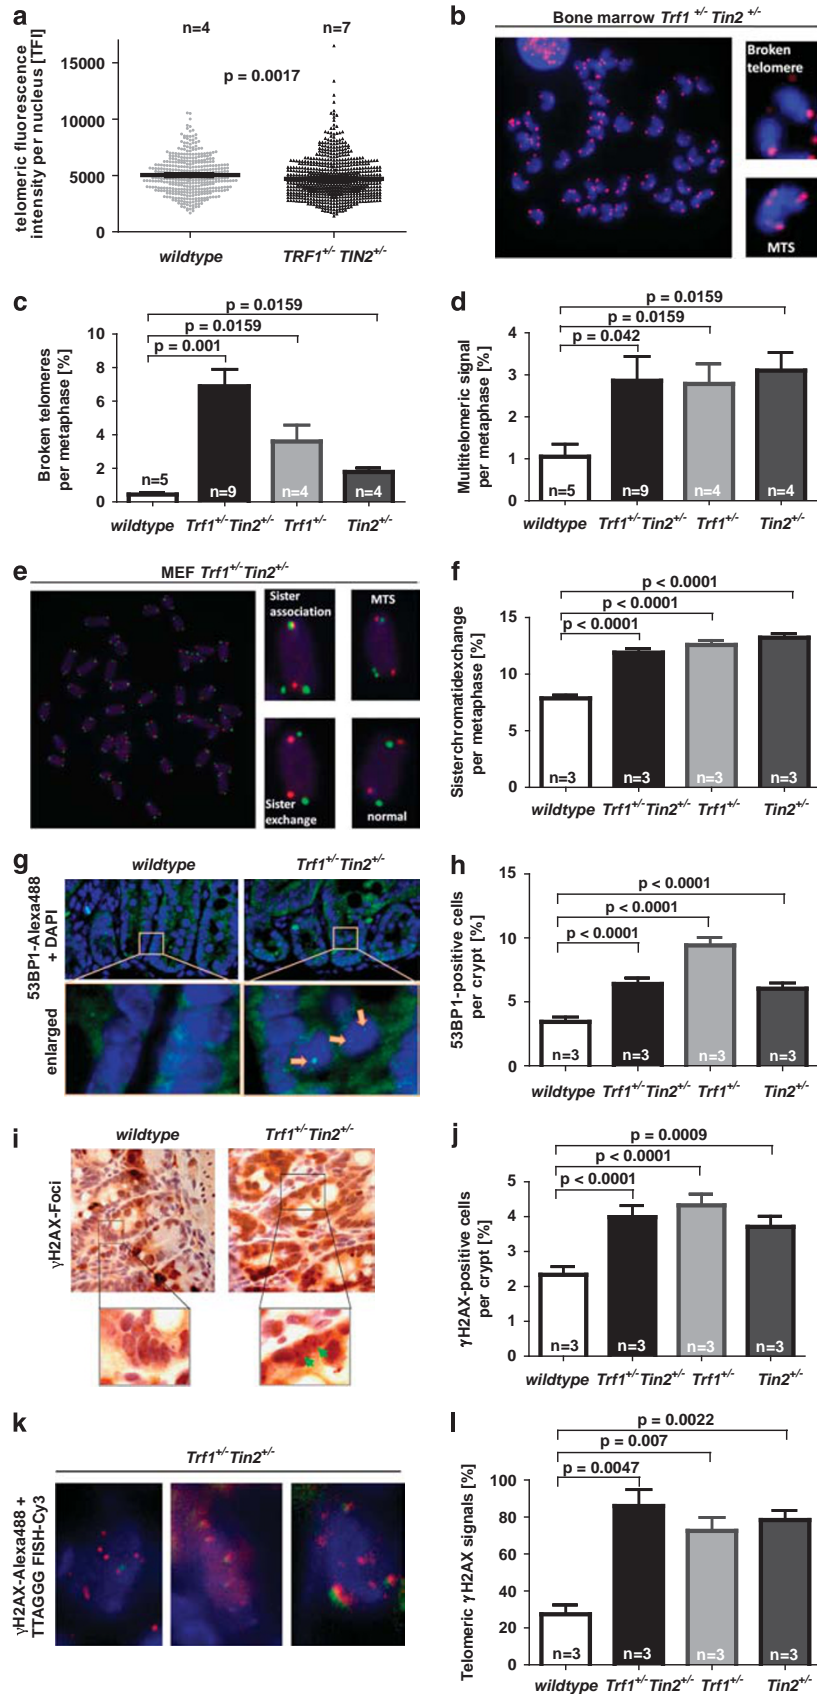 a
n=4 n=7
p = 0.0017
telomeric fluorescence
intensity per nucleus [TFI]
15000
10000
5000
0
wildtype TRF1+/- TIN2+/-
b
Bone marrow Trf1 +/- Tin2 +/-
Broken
telomere
MTS
c
p = 0.0159
p = 0.0159
p = 0.001
Broken telomeres
per metaphase [%]
10
8
6
4
2
0
n=5 n=9 n=4 n=4
wildtype Trf1+/-Tin2+/- Trf1+/- Tin2+/-
d
p = 0.0159
p = 0.0159
p = 0.042
Multitelomeric signal
per metaphase [%]
4
3
2
1
0
n=5 n=9 n=4 n=4
wildtype Trf1+/-Tin2+/- Trf1+/- Tin2+/-
e
MEF Trf1+/-Tin2+/-
Sister
association
MTS
Sister
exchange
normal
f
p < 0.0001
p < 0.0001
p < 0.0001
Sisterchromatidexchange
per metaphase [%]
15
10
5
0
n=3 n=3 n=3 n=3
wildtype Trf1+/-Tin2+/- Trf1+/- Tin2+/-
g
wildtype Trf1+/-Tin2+/-
53BP1-Alexa488
+ DAPI
enlarged
h
p < 0.0001
p < 0.0001
p < 0.0001
53BP1-positive cells
per crypt [%]
15
10
5
0
n=3 n=3 n=3 n=3
wildtype Trf1+/-Tin2+/- Trf1+/- Tin2+/-
i
wildtype Trf1+/-Tin2+/-
γH2AX-Foci
j
p = 0.0009
p < 0.0001
p < 0.0001
γH2AX-positive cells
per crypt [%]
6
4
2
0
n=3 n=3 n=3 n=3
wildtype Trf1+/-Tin2+/- Trf1+/- Tin2+/-
k
Trf1+/-Tin2+/-
γH2AX-Alexa488 +
TTAGGG FISH-Cy3
l
p = 0.0022
p = 0.007
p = 0.0047
Telomeric γH2AX signals [%]
100
80
60
40
20
0
n=3 n=3 n=3 n=3
wildtype Trf1+/-Tin2+/- Trf1+/- Tin2+/-